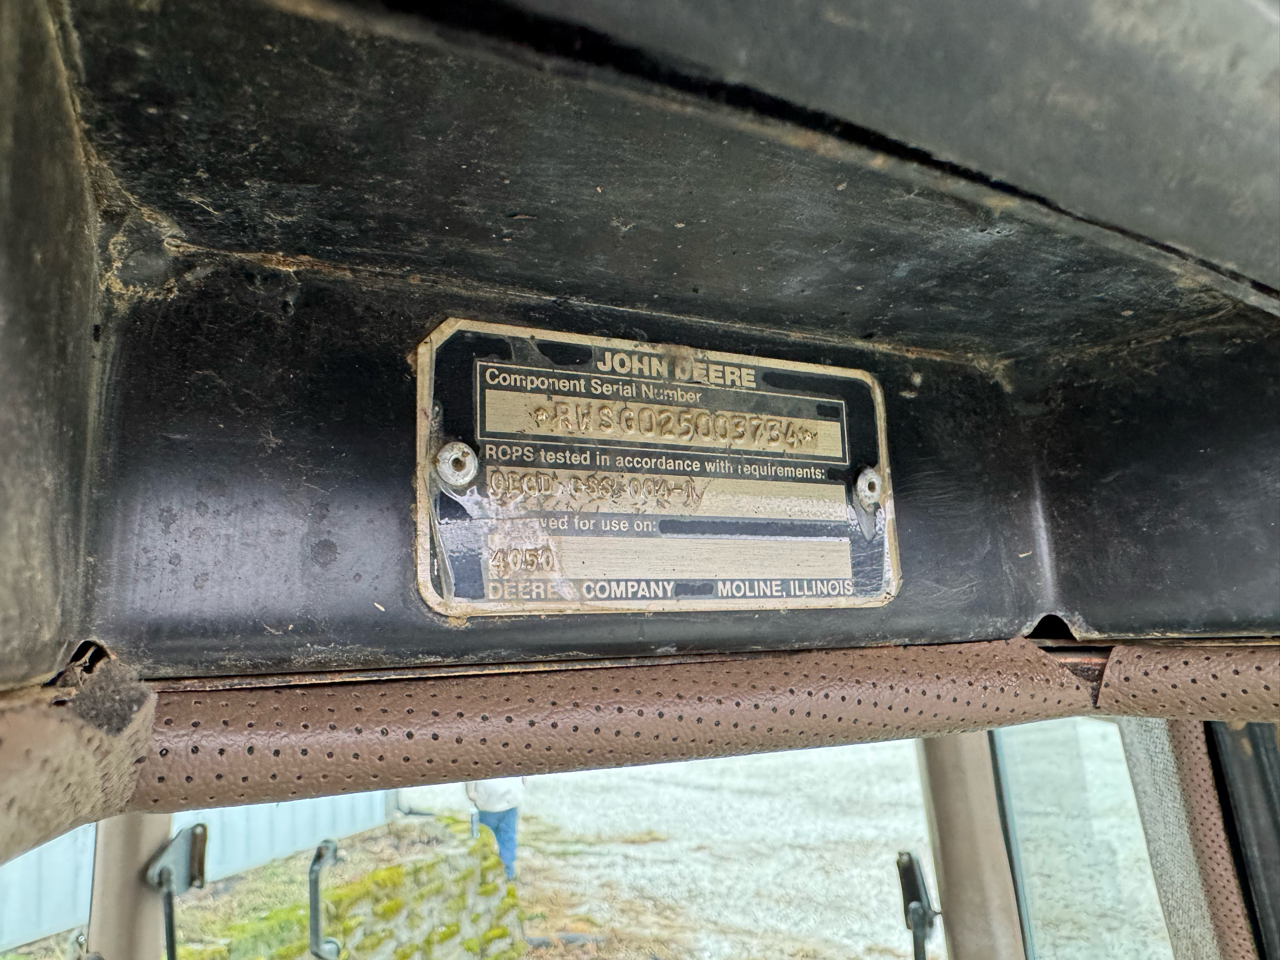 JOHN DEERE
Component Serial Number
*RWSG025003734*
ROPS tested in accordance with requirements:
OECD
ved for use on:
4050
DEERE COMPANY MOLINE, ILLINOIS